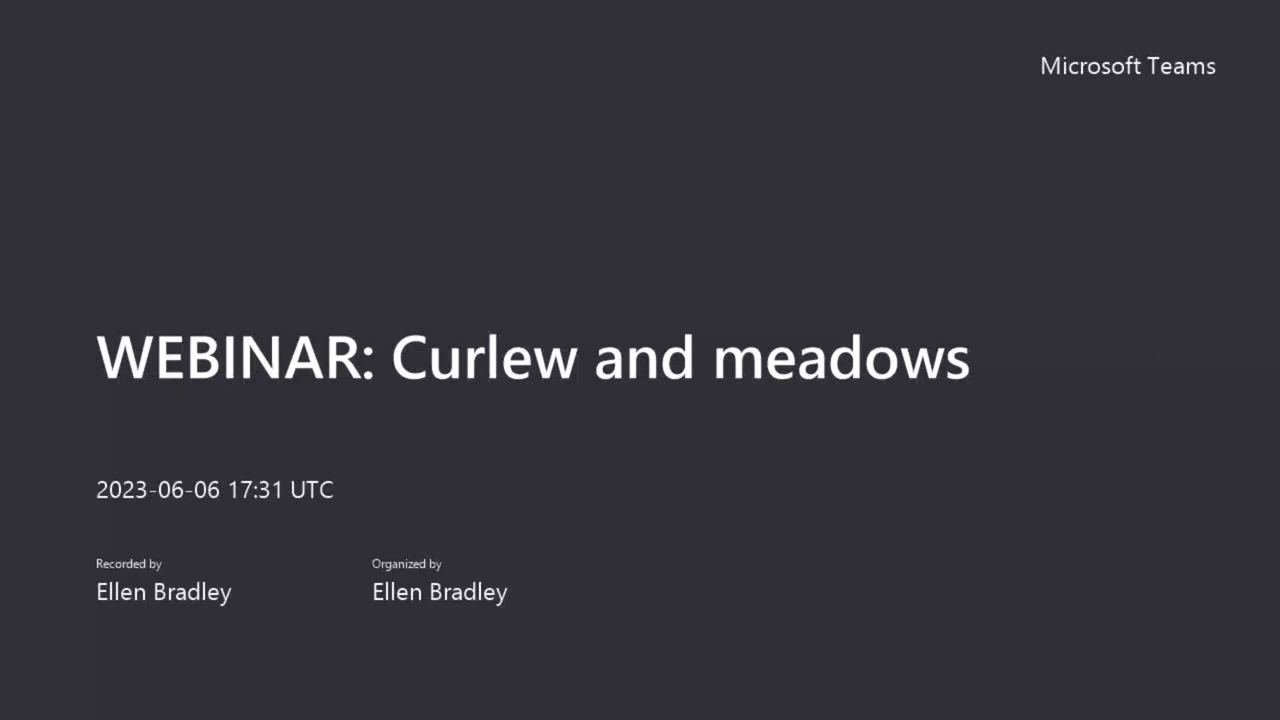 Microsoft Teams
WEBINAR: Curlew and meadows
2023-06-06 17:31 UTC
Recorded by
Ellen Bradley
Organized by
Ellen Bradley